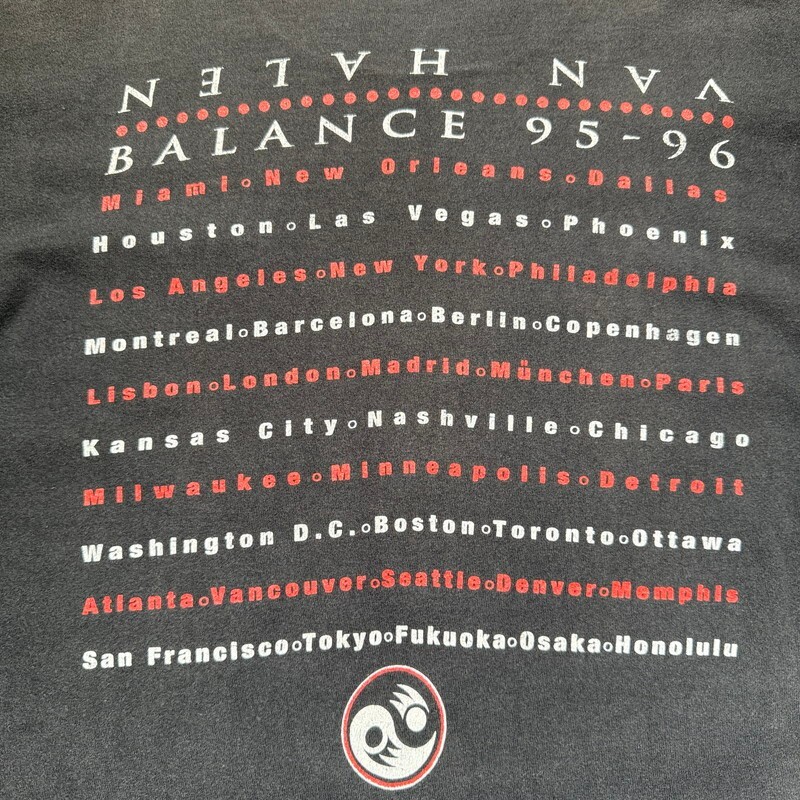 VAN HALEN
BALANCE 95-96
Miami◦New Orleans◦Dallas
Houston◦Las Vegas◦Phoenix
Los Angeles◦New York◦Philadelphia
Montreal◦Barcelona◦Berlin◦Copenhagen
Lisbon◦London◦Madrid◦München◦Paris
Kansas City◦Nashville◦Chicago
Milwaukee◦Minneapolis◦Detroit
Washington D.C.◦Boston◦Toronto◦Ottawa
Atlanta◦Vancouver◦Seattle◦Denver◦Memphis
San Francisco◦Tokyo◦Fukuoka◦Osaka◦Honolulu